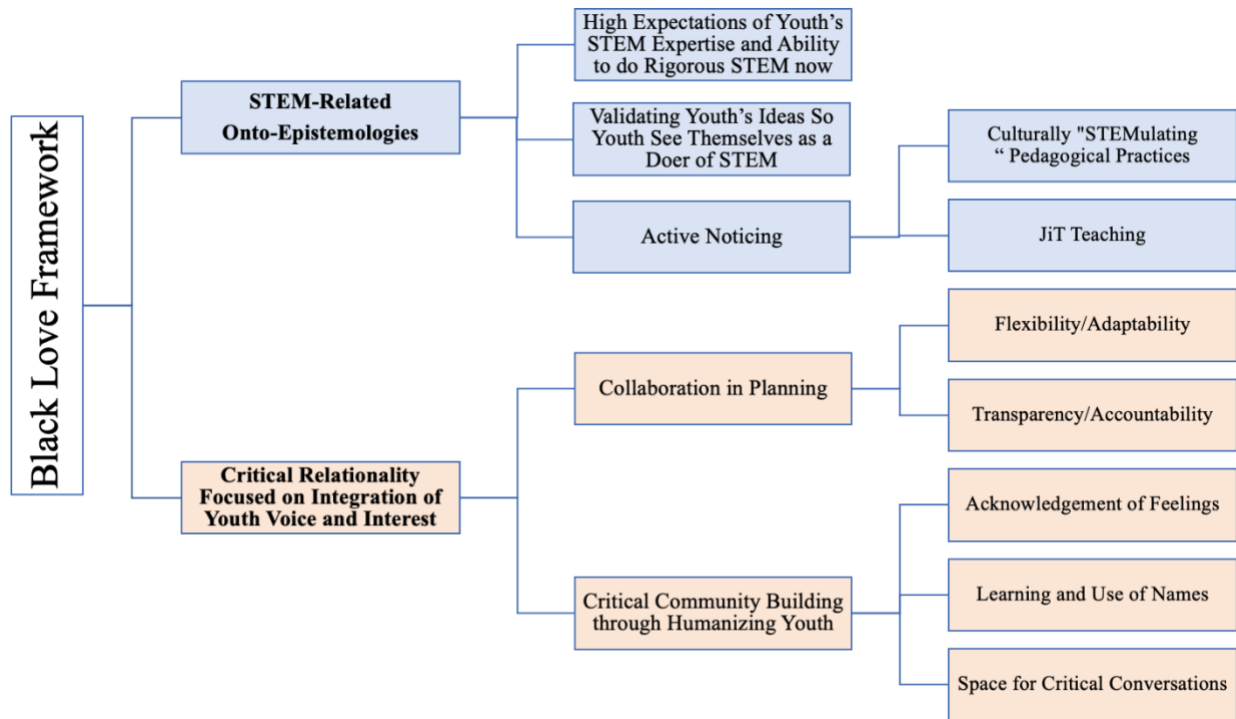 Black Love Framework
STEM-Related
Onto-Epistemologies
High Expectations of Youth’s
STEM Expertise and Ability
to do Rigorous STEM now
Validating Youth’s Ideas So
Youth See Themselves as a
Doer of STEM
Active Noticing
Culturally "STEMulating
“ Pedagogical Practices
JiT Teaching
Critical Relationality
Focused on Integration of
Youth Voice and Interest
Collaboration in Planning
Flexibility/Adaptability
Transparency/Accountability
Critical Community Building
through Humanizing Youth
Acknowledgement of Feelings
Learning and Use of Names
Space for Critical Conversations